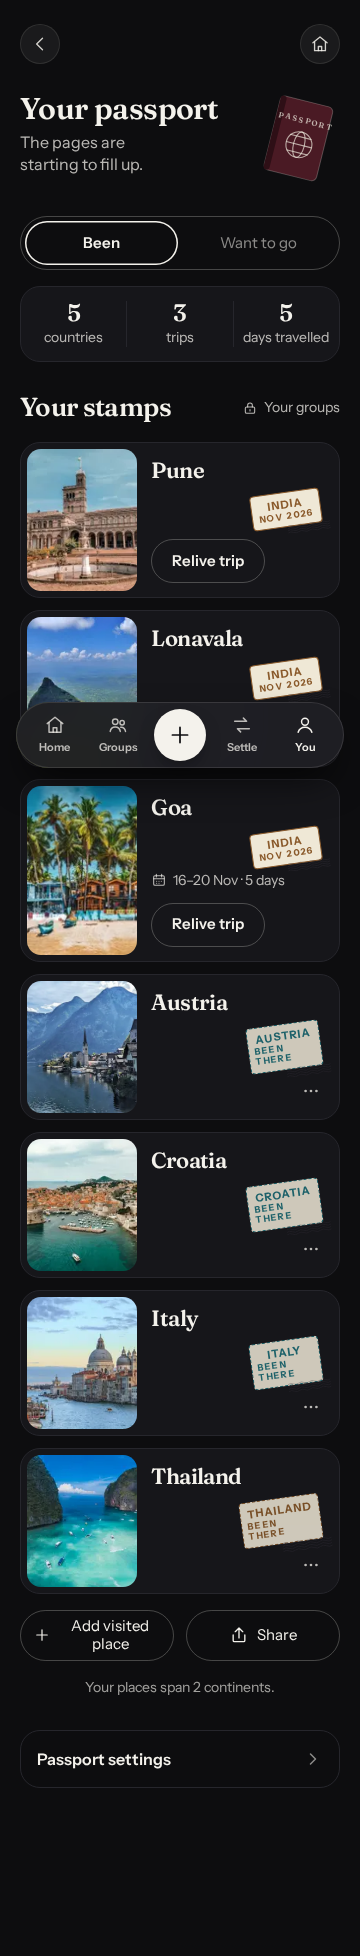 Your passport
The pages are
starting to fill up.
PASSPORT
Been
Want to go
5
countries
3
trips
5
days travelled
Your stamps
Your groups
Pune
INDIA
NOV 2026
Relive trip
Lonavala
INDIA
NOV 2026
Home
Groups
Settle
You
Goa
INDIA
NOV 2026
16–20 Nov · 5 days
Relive trip
Austria
AUSTRIA
BEEN
THERE
Croatia
CROATIA
BEEN
THERE
Italy
ITALY
BEEN
THERE
Thailand
THAILAND
BEEN
THERE
Add visited
place
Share
Your places span 2 continents.
Passport settings